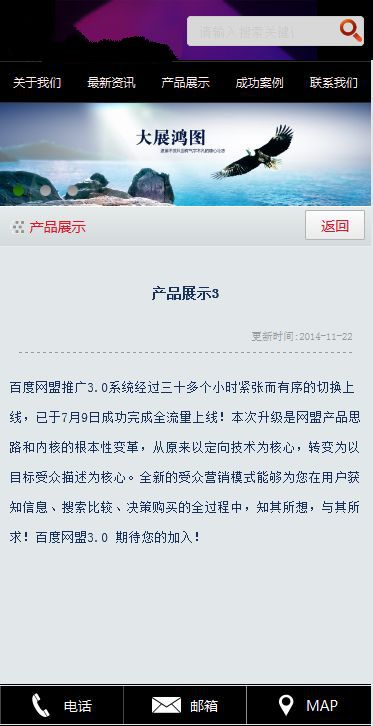 请输入搜索关键
关于我们 最新资讯 产品展示 成功案例 联系我们
大展鸿图
产品展示 返回
产品展示3
更新时间:2014-11-22
百度网盟推广3.0系统经过三十多个小时紧张而有序的切换上
线，已于7月9日成功完成全流量上线！本次升级是网盟产品思
路和内核的根本性变革，从原来以定向技术为核心，转变为以
目标受众描述为核心。全新的受众营销模式能够为您在用户获
知信息、搜索比较、决策购买的全过程中，知其所想，与其所
求！百度网盟3.0 期待您的加入！
电话 邮箱 MAP